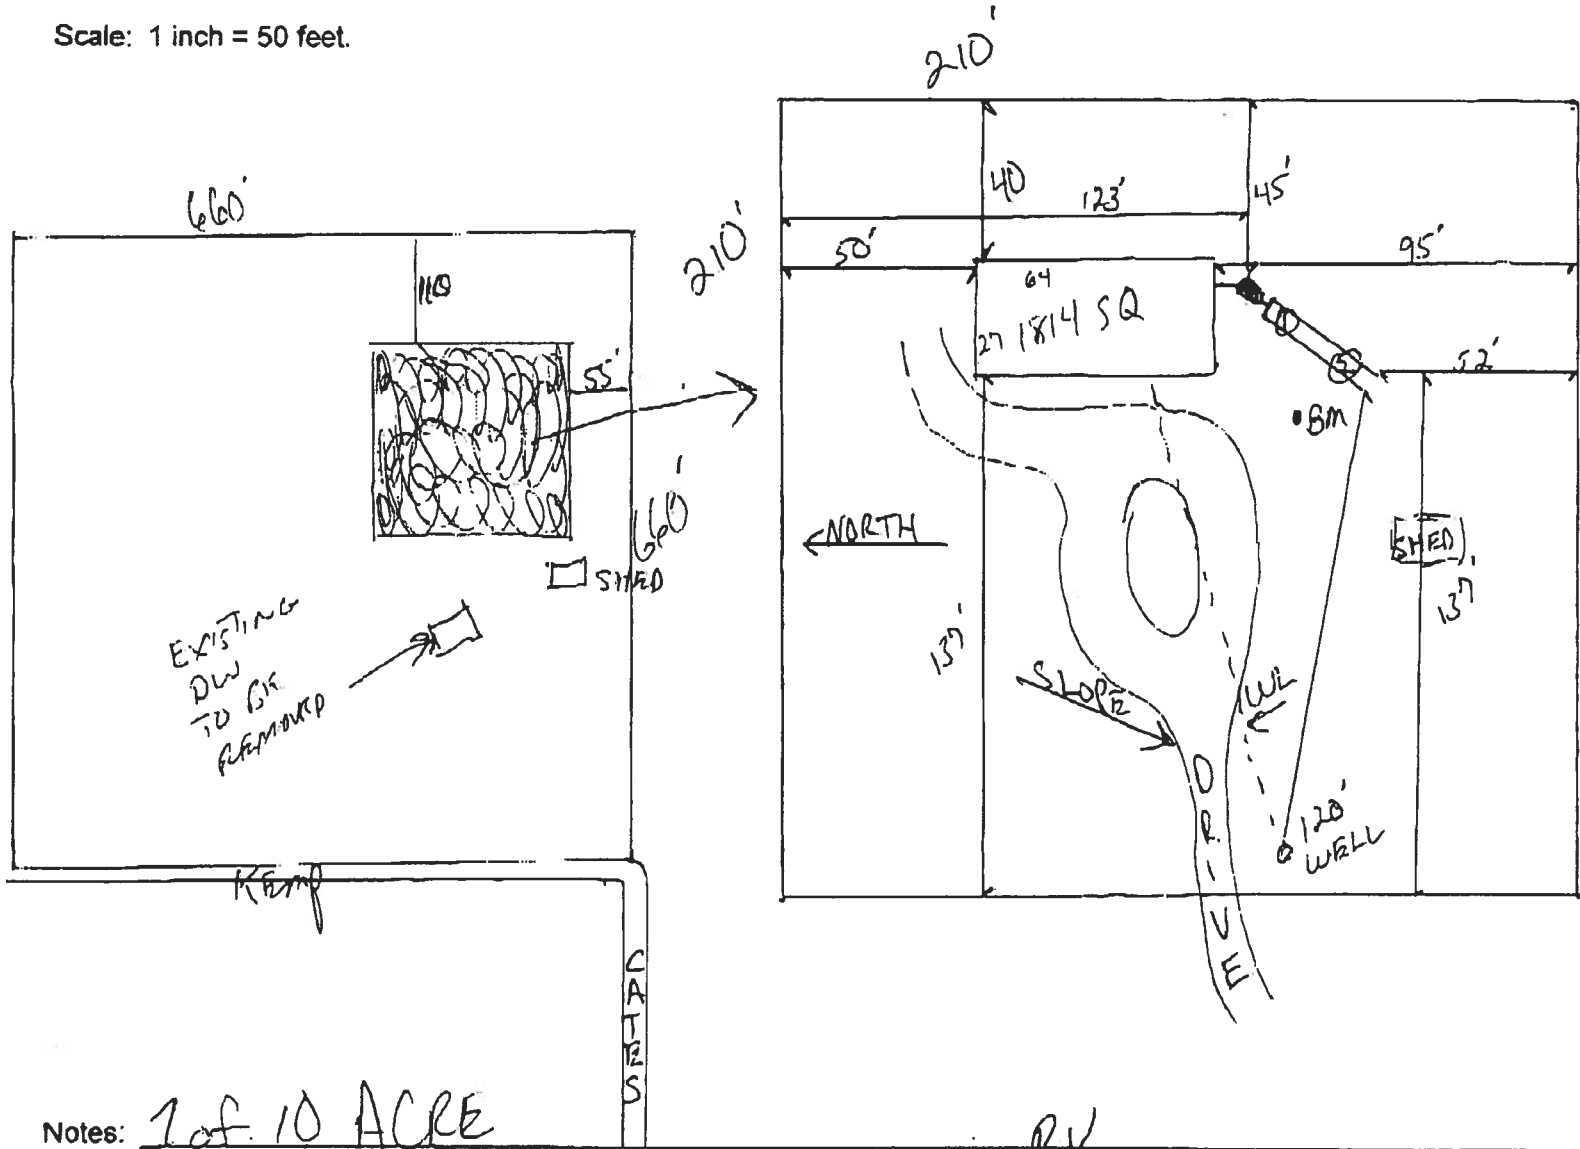 Scale: 1 inch = 50 feet.
210'
660'
110
210'
55'
660'
SHED
EXISTING
DW
TO BE
REMOVED
KEMP
CATES
40
123'
45'
50'
95'
64
27 1814 SQ
52'
BM
NORTH
SHED
137'
137'
SLOPE
WL
DRIVE
120'
WELL
Notes: 1 of 10 ACRE